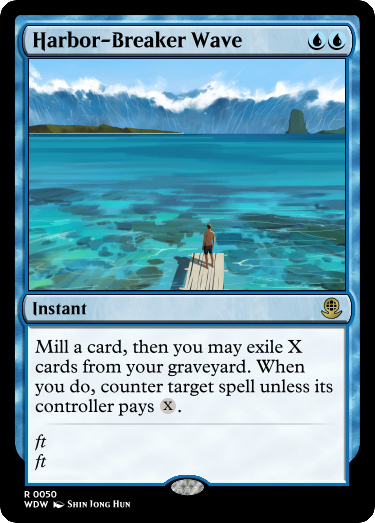 Harbor-Breaker Wave
Instant
Mill a card, then you may exile X
cards from your graveyard. When
you do, counter target spell unless its
controller pays X.
ft
ft
R 0050
WDW Shin Jong Hun